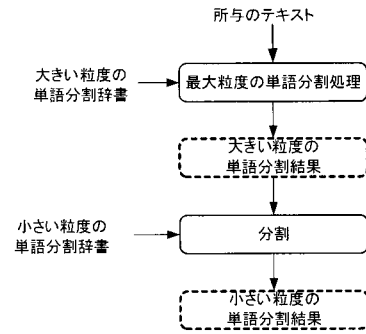 所与のテキスト
大きい粒度の
単語分割辞書
最大粒度の単語分割処理
大きい粒度の
単語分割結果
小さい粒度の
単語分割辞書
分割
小さい粒度の
単語分割結果